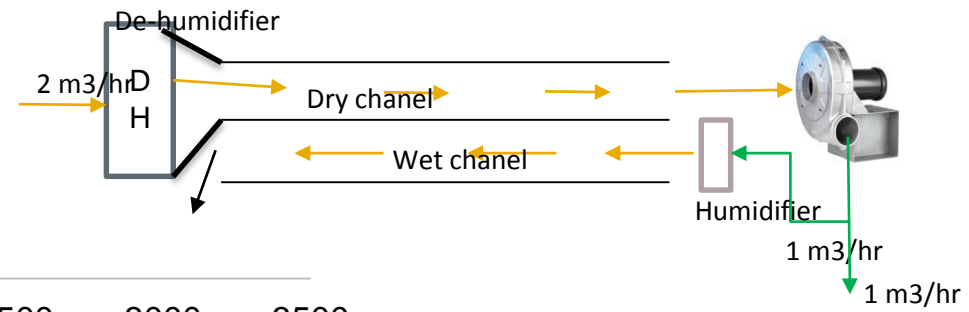 De-humidifier
2 m3/hr
D
H
Dry chanel
Wet chanel
Humidifier
1 m3/hr
1 m3/hr